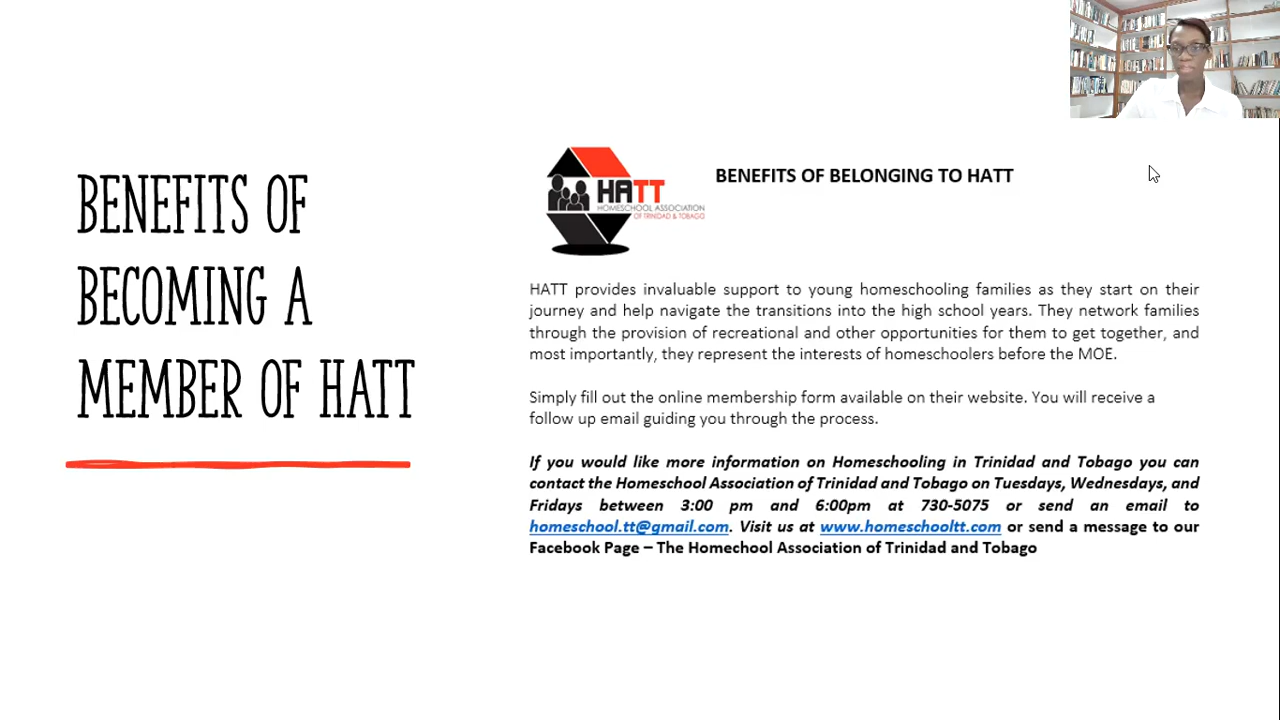 BENEFITS OF
BECOMING A
MEMBER OF HATT
HATT
HOMESCHOOL ASSOCIATION
OF TRINIDAD & TOBAGO
BENEFITS OF BELONGING TO HATT
HATT provides invaluable support to young homeschooling families as they start on their
journey and help navigate the transitions into the high school years. They network families
through the provision of recreational and other opportunities for them to get together, and
most importantly, they represent the interests of homeschoolers before the MOE.
Simply fill out the online membership form available on their website. You will receive a
follow up email guiding you through the process.
If you would like more information on Homeschooling in Trinidad and Tobago you can
contact the Homeschool Association of Trinidad and Tobago on Tuesdays, Wednesdays, and
Fridays between 3:00 pm and 6:00pm at 730-5075 or send an email to
homeschool.tt@gmail.com. Visit us at www.homeschooltt.com or send a message to our
Facebook Page – The Homechool Association of Trinidad and Tobago